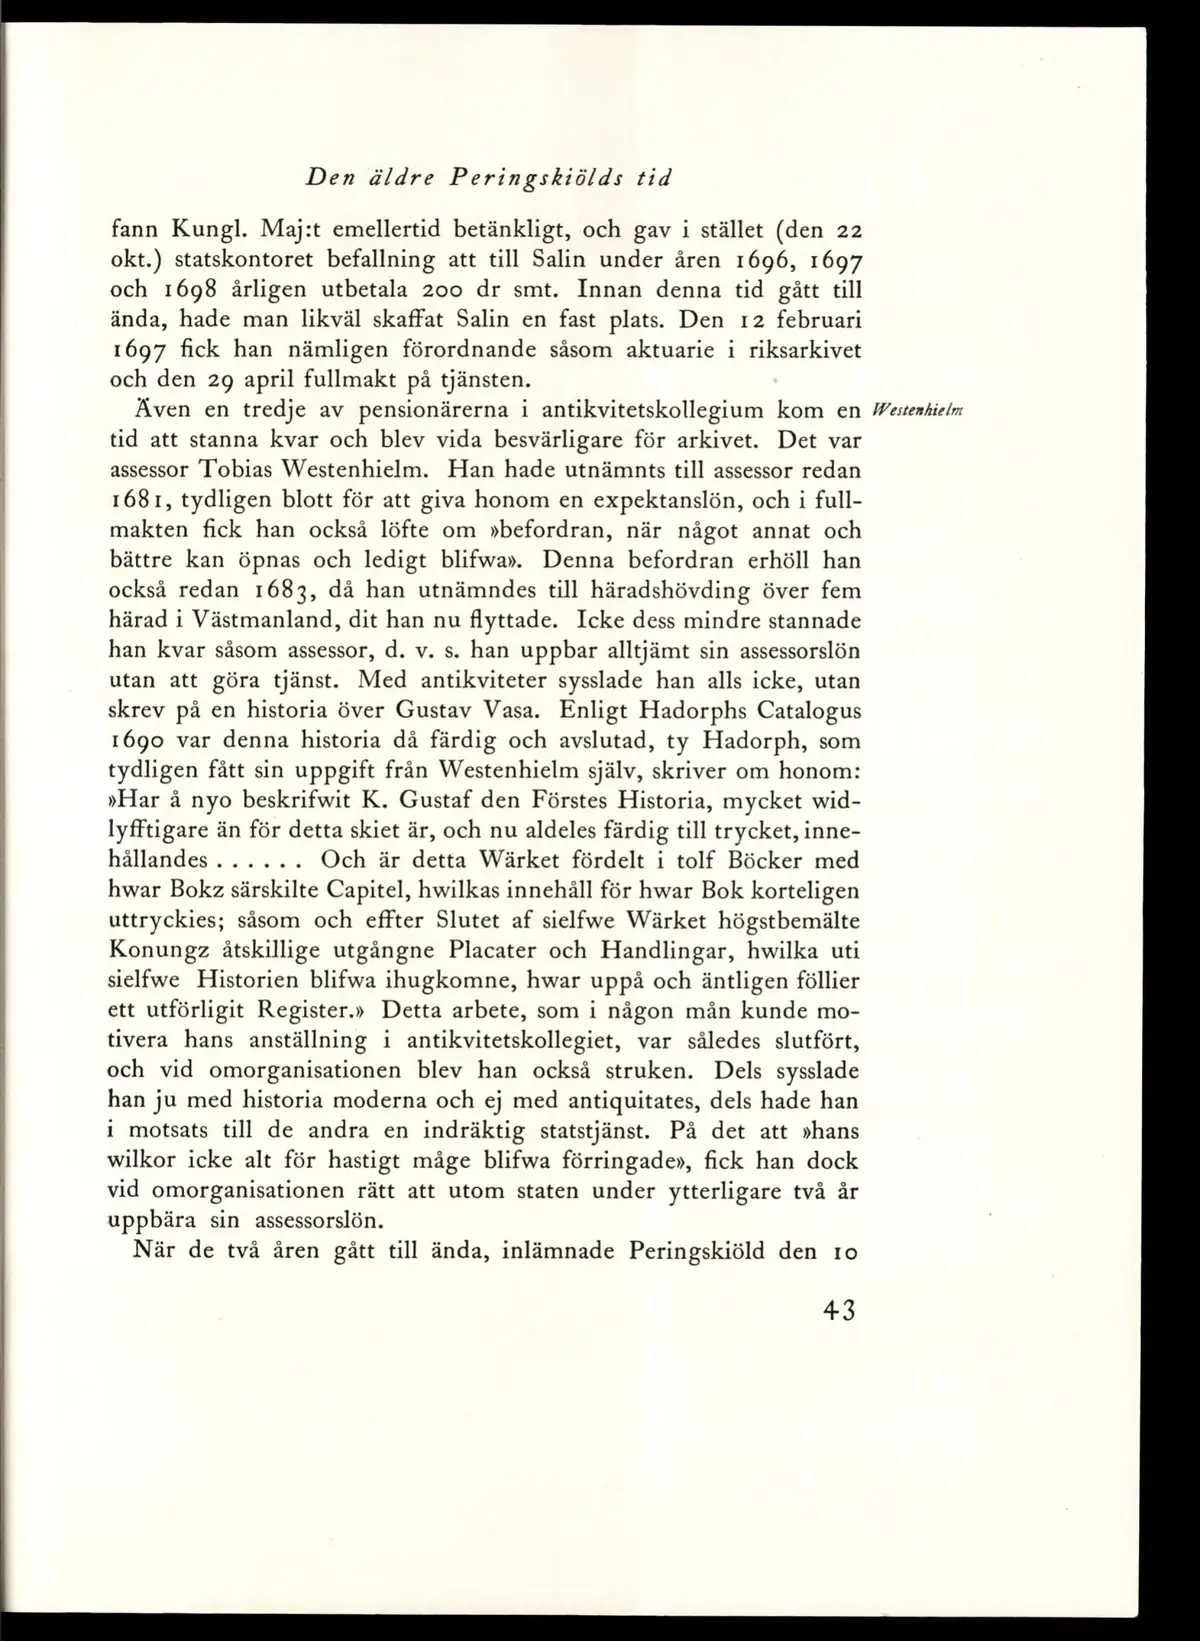 Den äldre Peringskiölds tid
fann Kungl. Maj:t emellertid betänkligt, och gav i stället (den 22
okt.) statskontoret befallning att till Salin under åren 1696, 1697
och 1698 årligen utbetala 200 dr smt. Innan denna tid gått till
ända, hade man likväl skaffat Salin en fast plats. Den 12 februari
1697 fick han nämligen förordnande såsom aktuarie i riksarkivet
och den 29 april fullmakt på tjänsten.
Även en tredje av pensionärerna i antikvitetskollegium kom en Westenhielm
tid att stanna kvar och blev vida besvärligare för arkivet. Det var
assessor Tobias Westenhielm. Han hade utnämnts till assessor redan
1681, tydligen blott för att giva honom en expektanslön, och i full-
makten fick han också löfte om »befordran, när något annat och
bättre kan öpnas och ledigt blifwa». Denna befordran erhöll han
också redan 1683, då han utnämndes till häradshövding över fem
härad i Västmanland, dit han nu flyttade. Icke dess mindre stannade
han kvar såsom assessor, d. v. s. han uppbar alltjämt sin assessorslön
utan att göra tjänst. Med antikviteter sysslade han alls icke, utan
skrev på en historia över Gustav Vasa. Enligt Hadorphs Catalogus
1690 var denna historia då färdig och avslutad, ty Hadorph, som
tydligen fått sin uppgift från Westenhielm själv, skriver om honom:
»Har å nyo beskrifwit K. Gustaf den Förstes Historia, mycket wid-
lyfftigare än för detta skiet är, och nu aldeles färdig till trycket, inne-
hållandes . . . . . . Och är detta Wärket fördelt i tolf Böcker med
hwar Bokz särskilte Capitel, hwilkas innehåll för hwar Bok korteligen
uttryckies; såsom och effter Slutet af sielfwe Wärket högstbemälte
Konungz åtskillige utgångne Placater och Handlingar, hwilka uti
sielfwe Historien blifwa ihugkomne, hwar uppå och äntligen föllier
ett utförligit Register.» Detta arbete, som i någon mån kunde mo-
tivera hans anställning i antikvitetskollegiet, var således slutfört,
och vid omorganisationen blev han också struken. Dels sysslade
han ju med historia moderna och ej med antiquitates, dels hade han
i motsats till de andra en indräktig statstjänst. På det att »hans
wilkor icke alt för hastigt måge blifwa förringade», fick han dock
vid omorganisationen rätt att utom staten under ytterligare två år
uppbära sin assessorslön.
När de två åren gått till ända, inlämnade Peringskiöld den 10
43